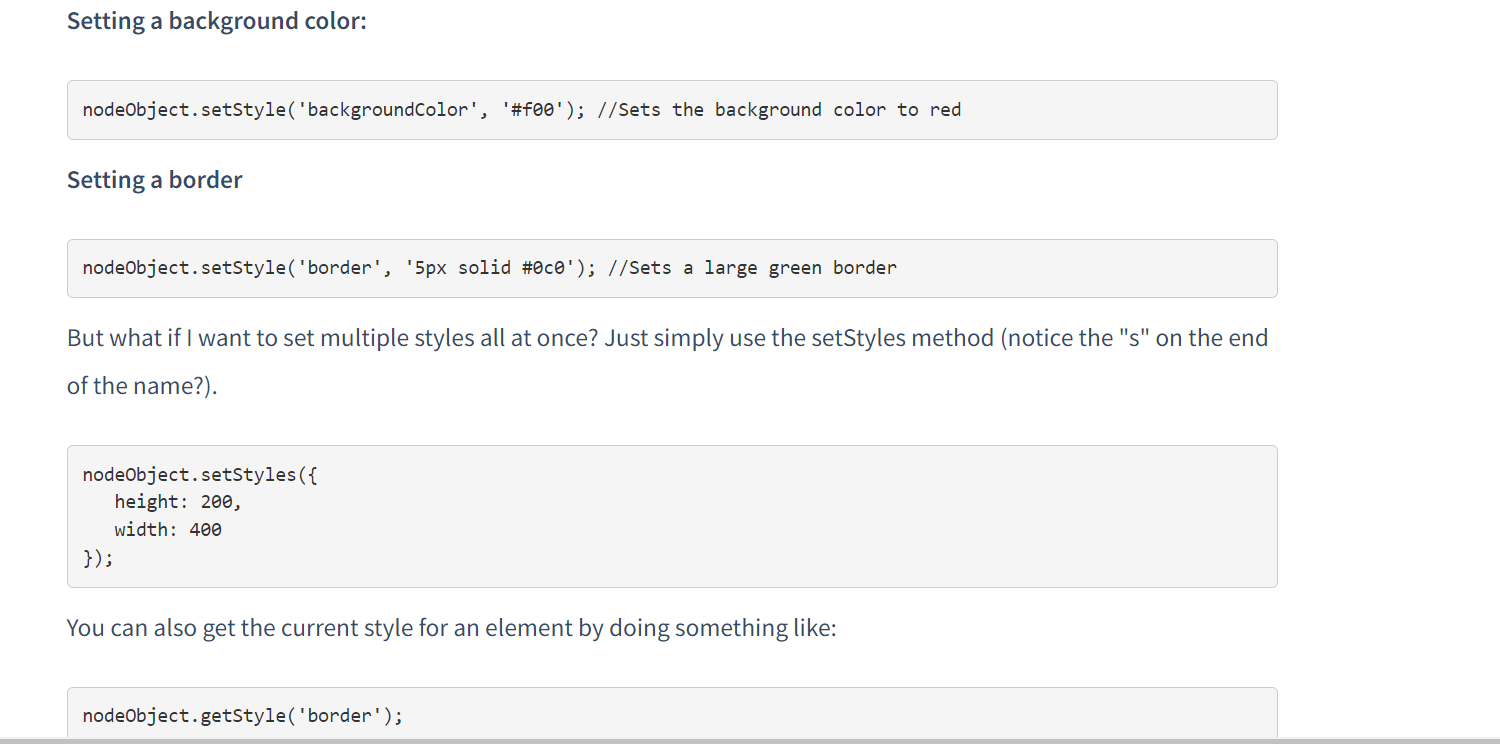 Setting a background color:
nodeObject.setStyle('backgroundColor', '#f00'); //Sets the background color to red
Setting a border
nodeObject.setStyle('border', '5px solid #0c0'); //Sets a large green border
But what if I want to set multiple styles all at once? Just simply use the setStyles method (notice the "s" on the end
of the name?).
nodeObject.setStyles({
   height: 200,
   width: 400
});
You can also get the current style for an element by doing something like:
nodeObject.getStyle('border');